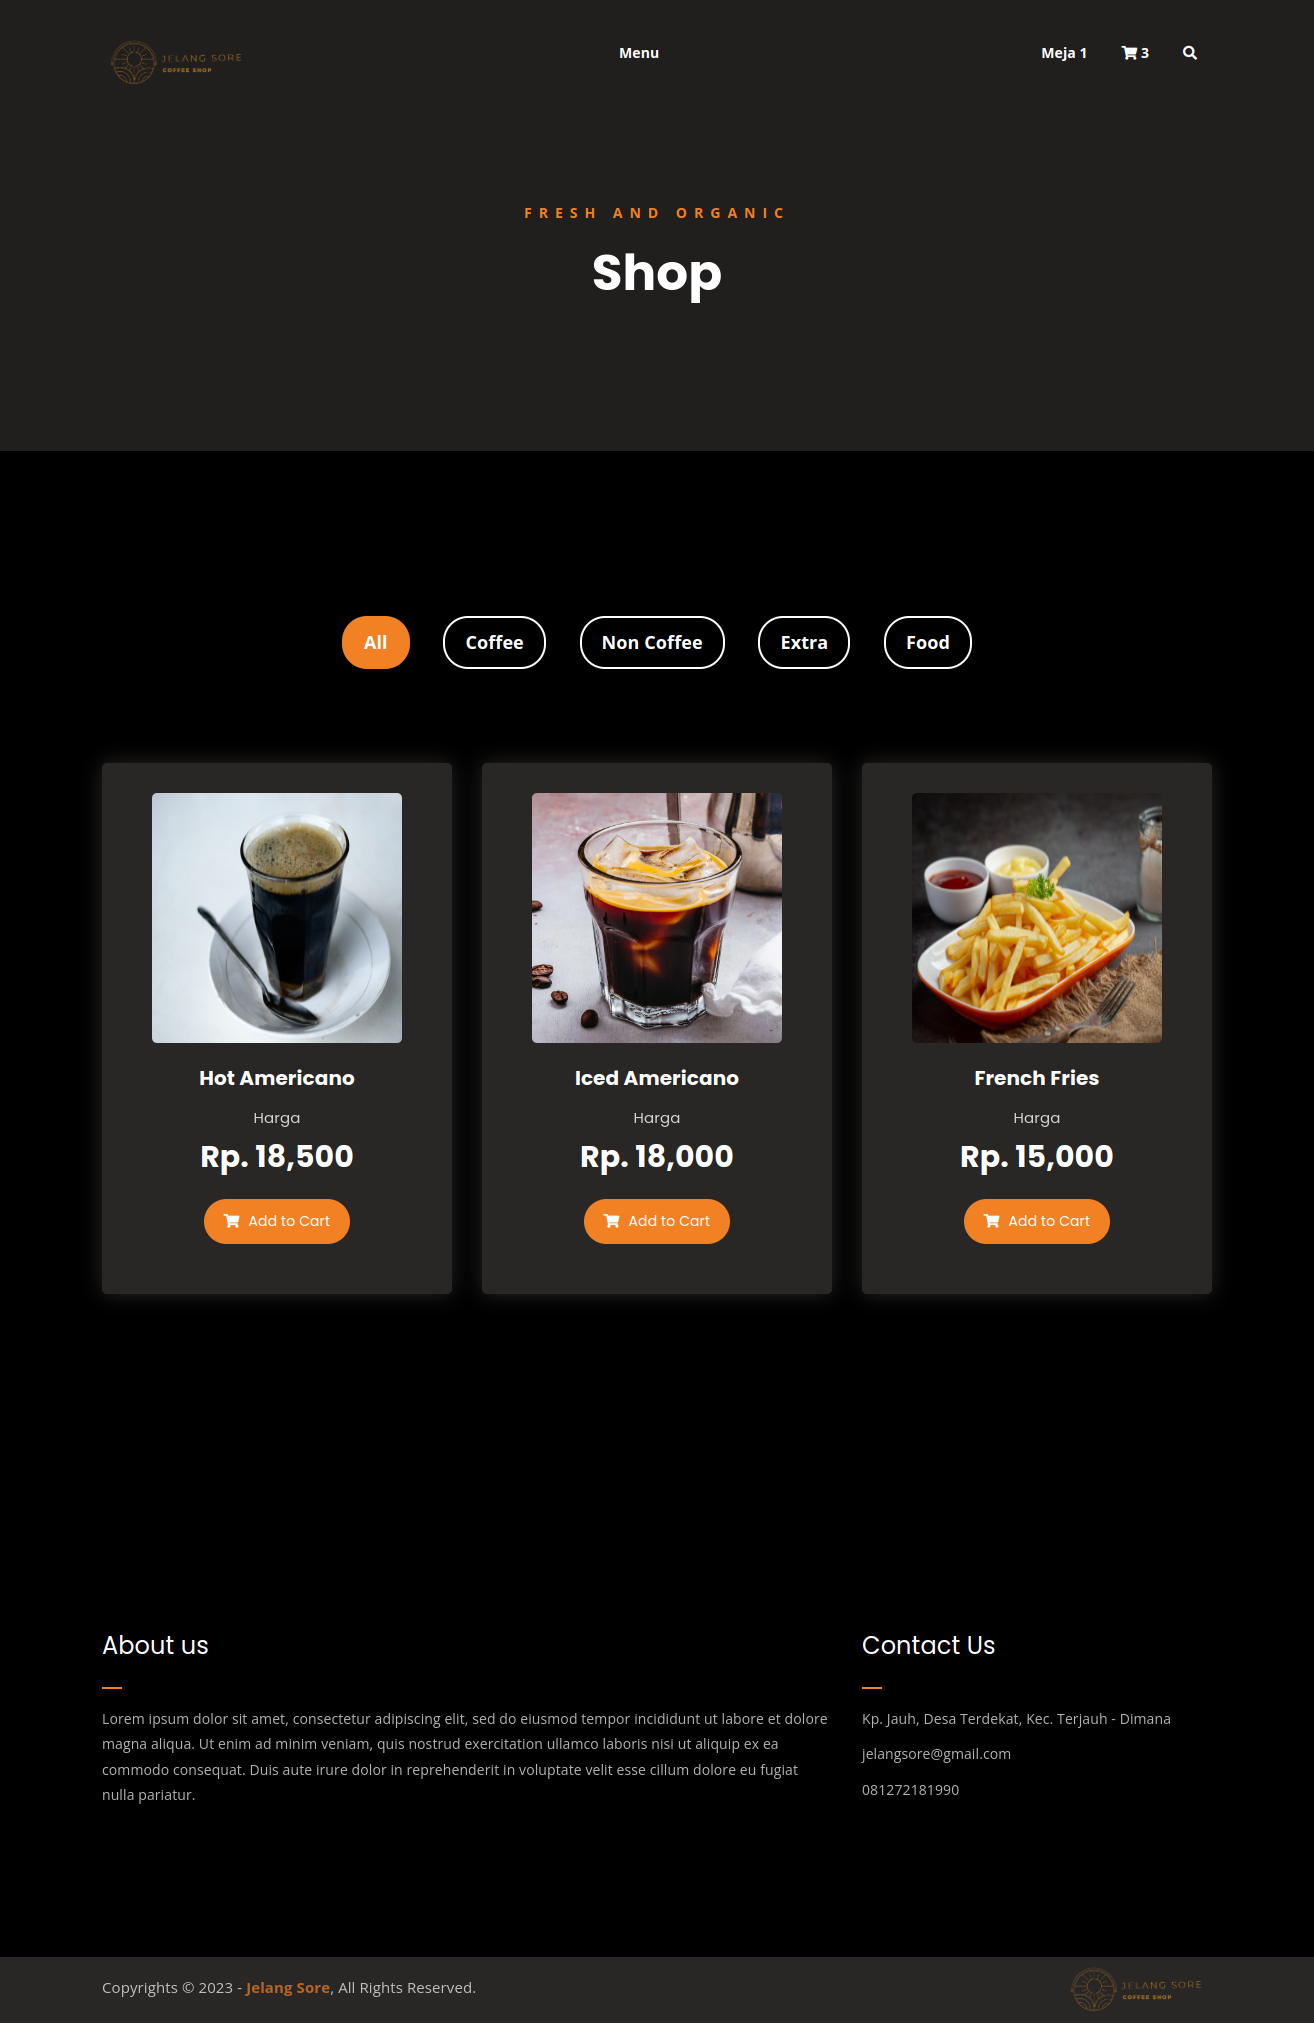 JELANG SORE
COFFEE SHOP
Menu
Meja 1
3
FRESH AND ORGANIC
Shop
All
Coffee
Non Coffee
Extra
Food
Hot Americano
Harga
Rp. 18,500
Add to Cart
Iced Americano
Harga
Rp. 18,000
Add to Cart
French Fries
Harga
Rp. 15,000
Add to Cart
About us
Lorem ipsum dolor sit amet, consectetur adipiscing elit, sed do eiusmod tempor incididunt ut labore et dolore
magna aliqua. Ut enim ad minim veniam, quis nostrud exercitation ullamco laboris nisi ut aliquip ex ea
commodo consequat. Duis aute irure dolor in reprehenderit in voluptate velit esse cillum dolore eu fugiat
nulla pariatur.
Contact Us
Kp. Jauh, Desa Terdekat, Kec. Terjauh - Dimana
jelangsore@gmail.com
081272181990
Copyrights © 2023 - Jelang Sore, All Rights Reserved.
JELANG SORE
COFFEE SHOP